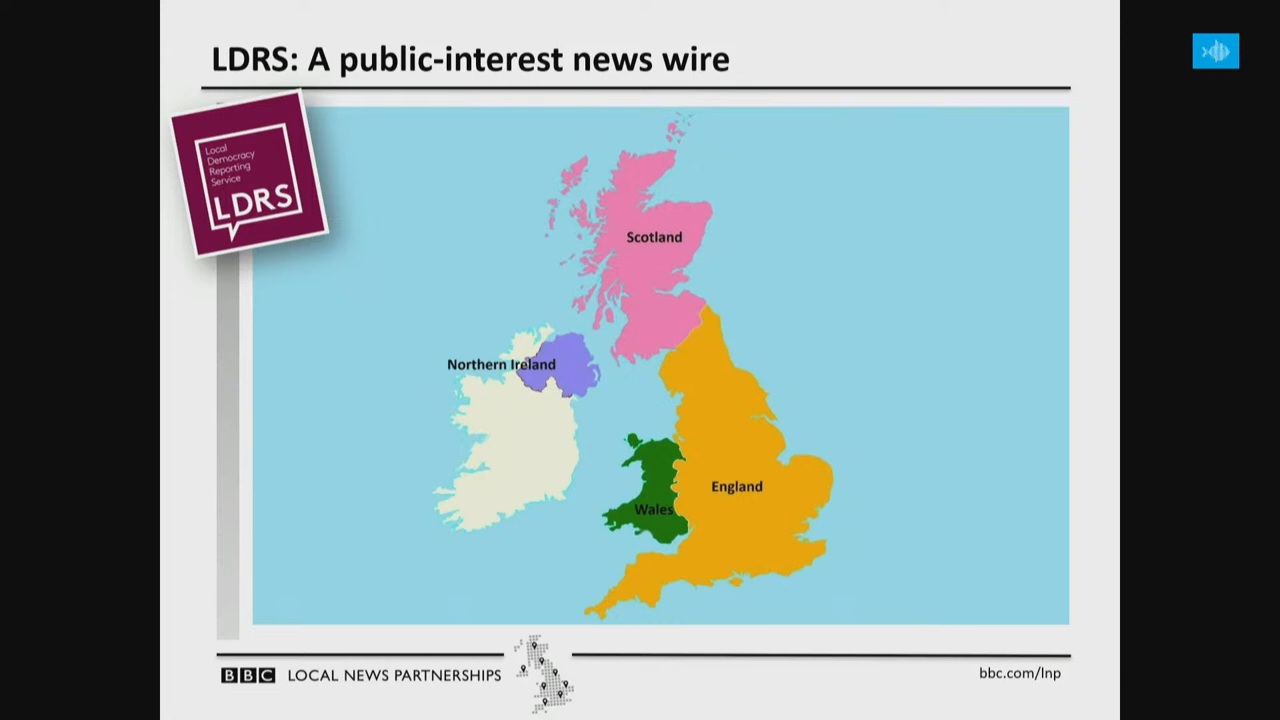 LDRS: A public-interest news wire
Local
Democracy
Reporting
Service
LDRS
Scotland
Northern Ireland
England
Wales
BBC LOCAL NEWS PARTNERSHIPS
bbc.com/lnp